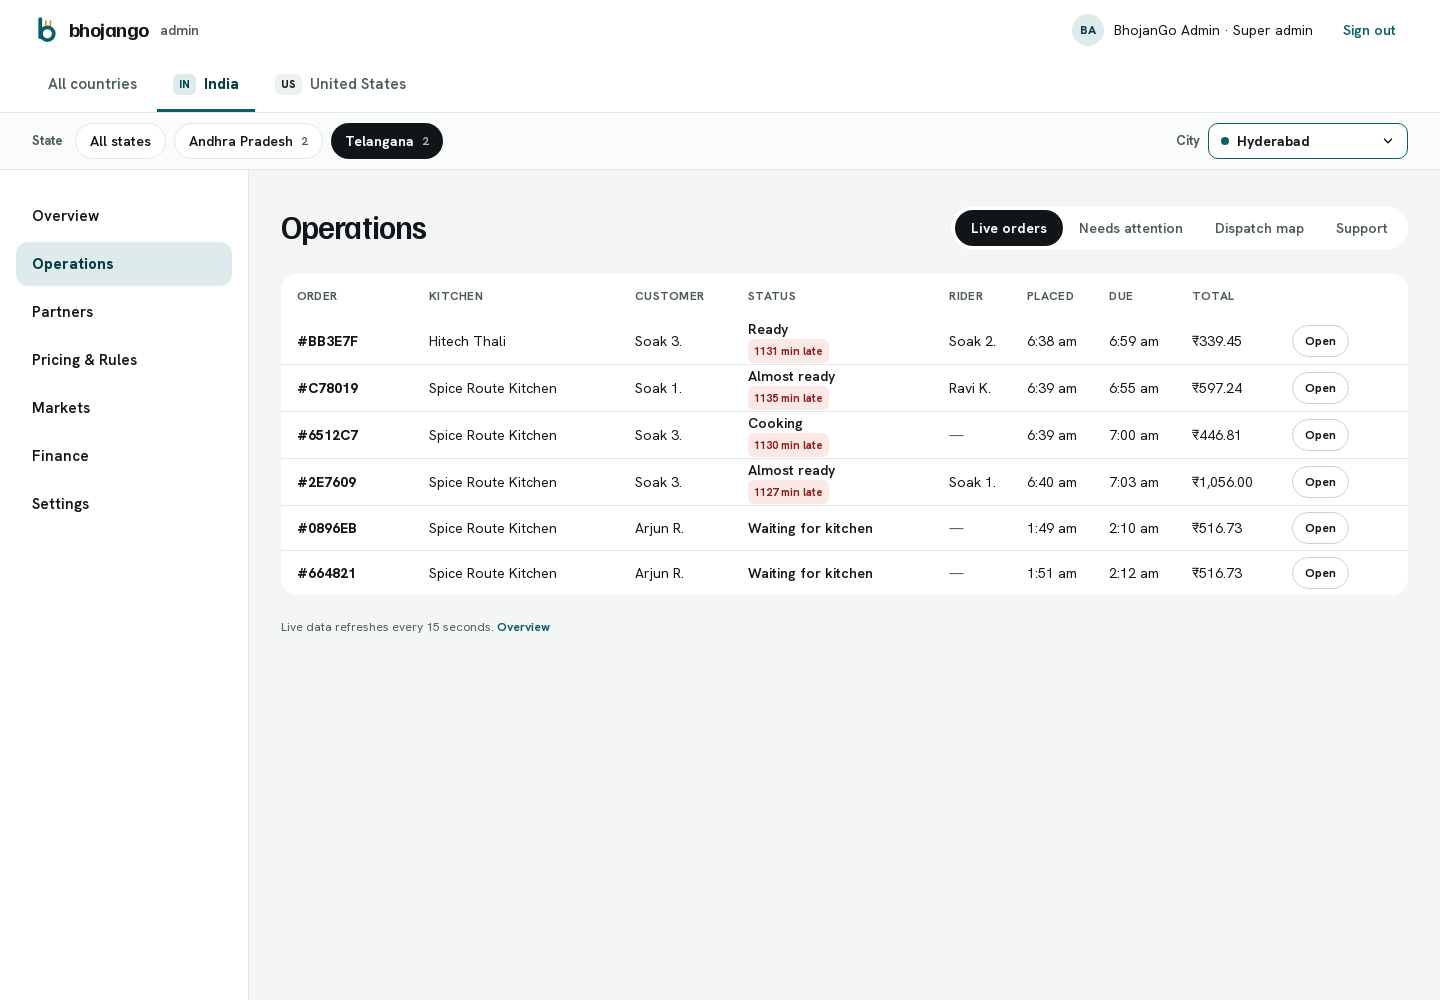 bhojango admin
BA BhojanGo Admin · Super admin Sign out
All countries IN India US United States
State All states Andhra Pradesh 2 Telangana 2 City Hyderabad
Overview
Operations
Partners
Pricing & Rules
Markets
Finance
Settings
Operations
Live orders Needs attention Dispatch map Support
ORDER KITCHEN CUSTOMER STATUS RIDER PLACED DUE TOTAL
#BB3E7F Hitech Thali Soak 3. Ready 1131 min late Soak 2. 6:38 am 6:59 am ₹339.45 Open
#C78019 Spice Route Kitchen Soak 1. Almost ready 1135 min late Ravi K. 6:39 am 6:55 am ₹597.24 Open
#6512C7 Spice Route Kitchen Soak 3. Cooking 1130 min late — 6:39 am 7:00 am ₹446.81 Open
#2E7609 Spice Route Kitchen Soak 3. Almost ready 1127 min late Soak 1. 6:40 am 7:03 am ₹1,056.00 Open
#0896EB Spice Route Kitchen Arjun R. Waiting for kitchen — 1:49 am 2:10 am ₹516.73 Open
#664821 Spice Route Kitchen Arjun R. Waiting for kitchen — 1:51 am 2:12 am ₹516.73 Open
Live data refreshes every 15 seconds. Overview